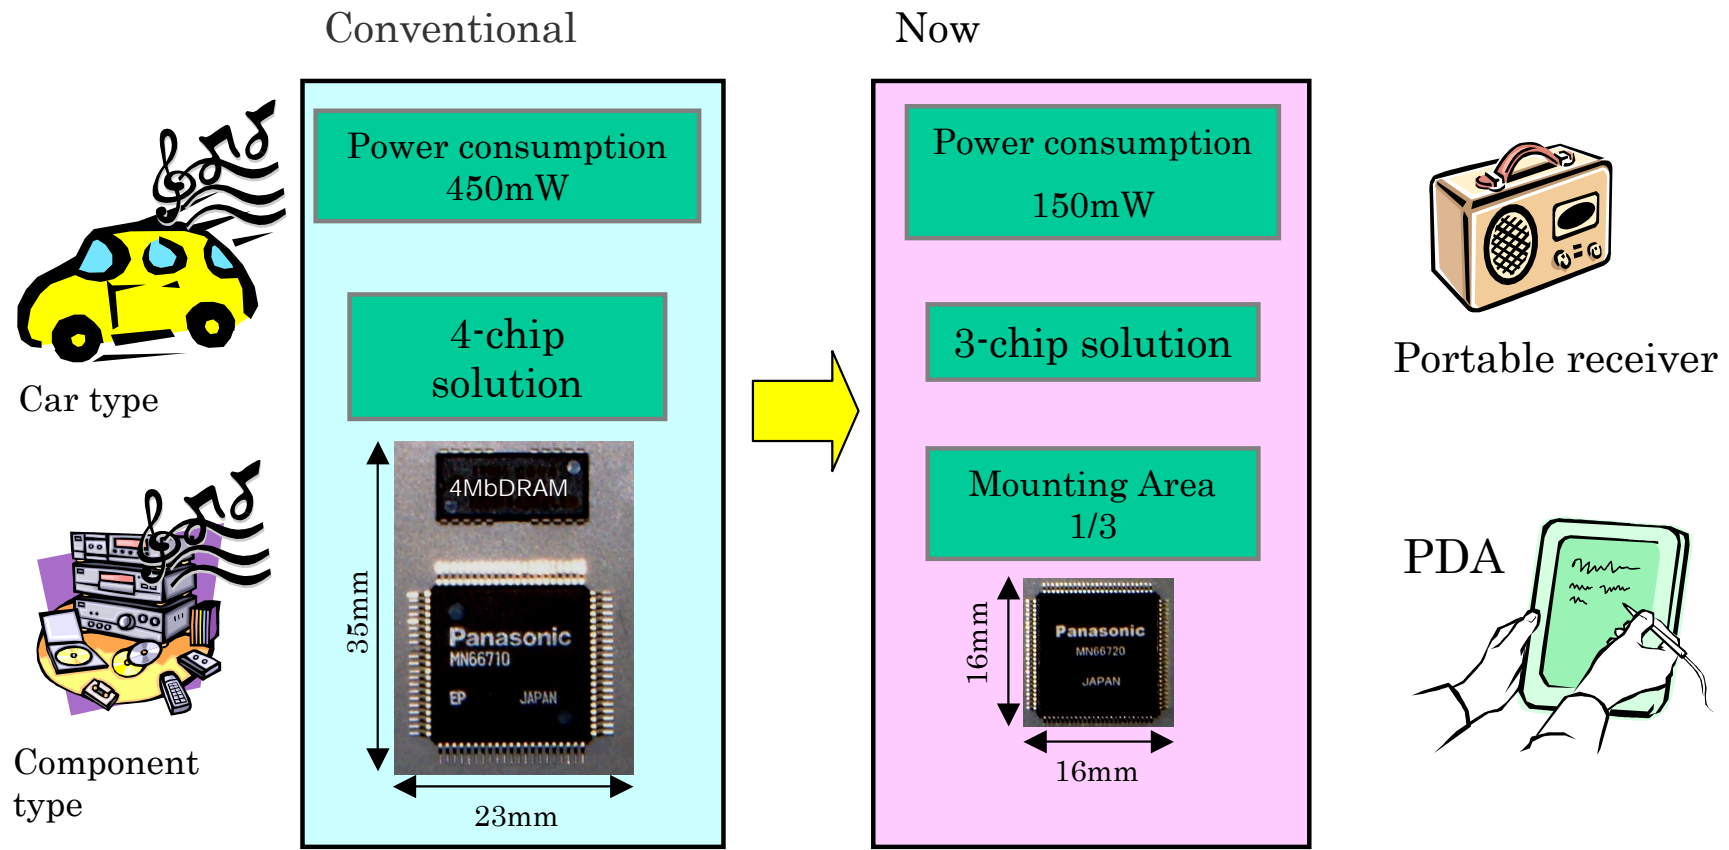 Conventional
Now
Car type
Component
type
Power consumption
450mW
4-chip
solution
4MbDRAM
Panasonic
MN66710
EP JAPAN
35mm
23mm
Power consumption
150mW
3-chip solution
Mounting Area
1/3
Panasonic
MN66720
JAPAN
16mm
16mm
Portable receiver
PDA